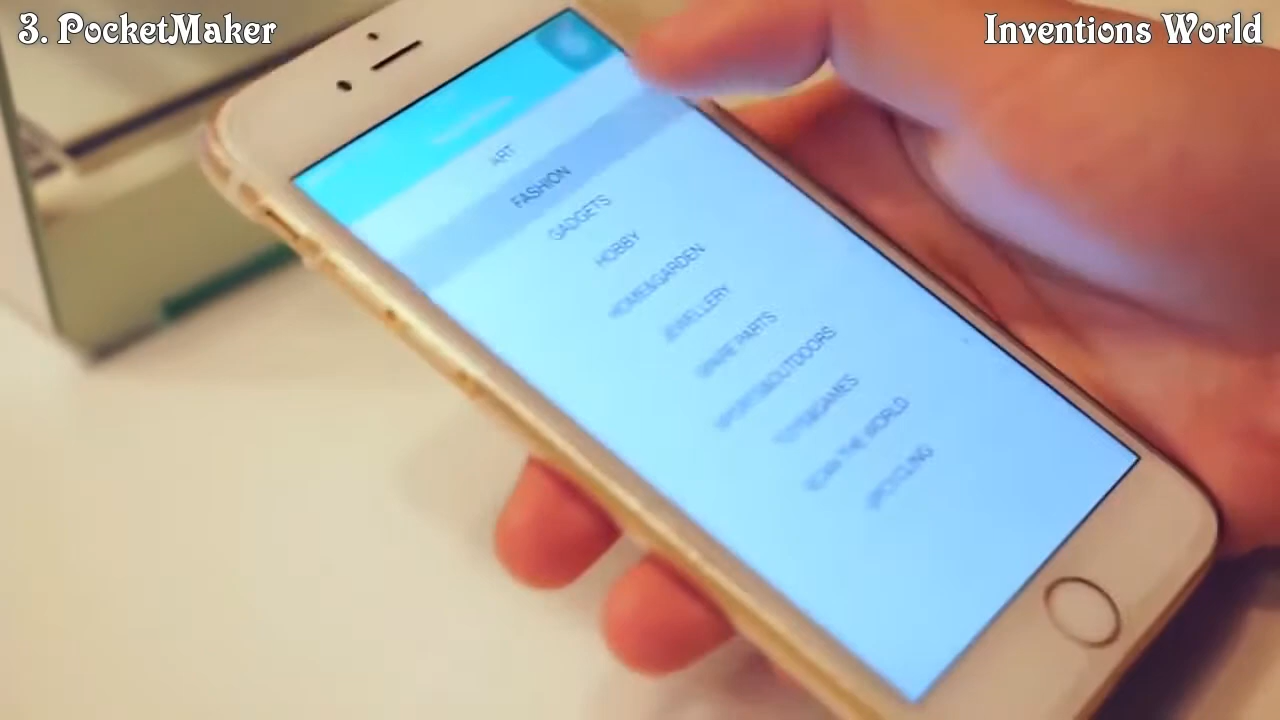 3. PocketMaker
Inventions World
ART
FASHION
GADGETS
HOBBY
HOME&GARDEN
JEWELLERY
SPARE PARTS
SPORTS&OUTDOORS
TOYS&GAMES
SCAN THE WORLD
UPCYCLING